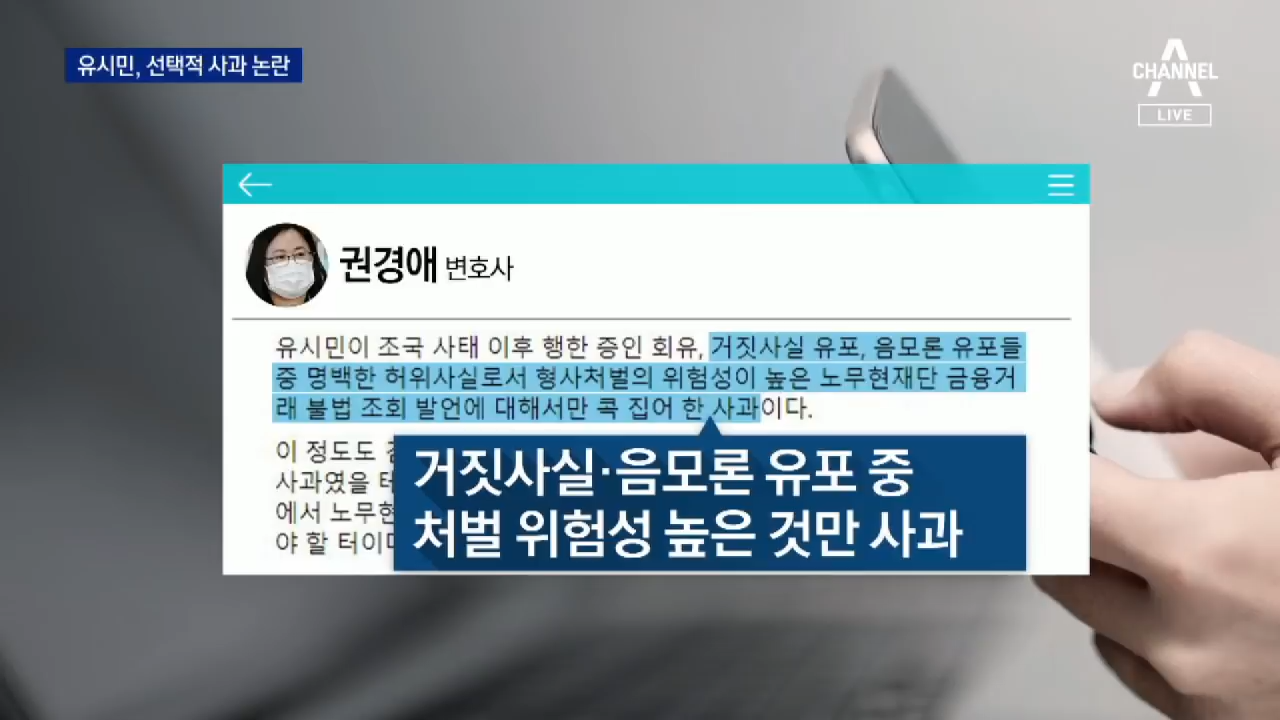 유시민, 선택적 사과 논란
CHANNEL
LIVE
권경애 변호사
유시민이 조국 사태 이후 행한 증인 회유, 거짓사실 유포, 음모론 유포들
중 명백한 허위사실로서 형사처벌의 위험성이 높은 노무현재단 금융거
래 불법 조회 발언에 대해서만 콕 집어 한 사과이다.
이 정도도
사과였을
에서 노무현
야 할 터이
거짓사실·음모론 유포 중
처벌 위험성 높은 것만 사과